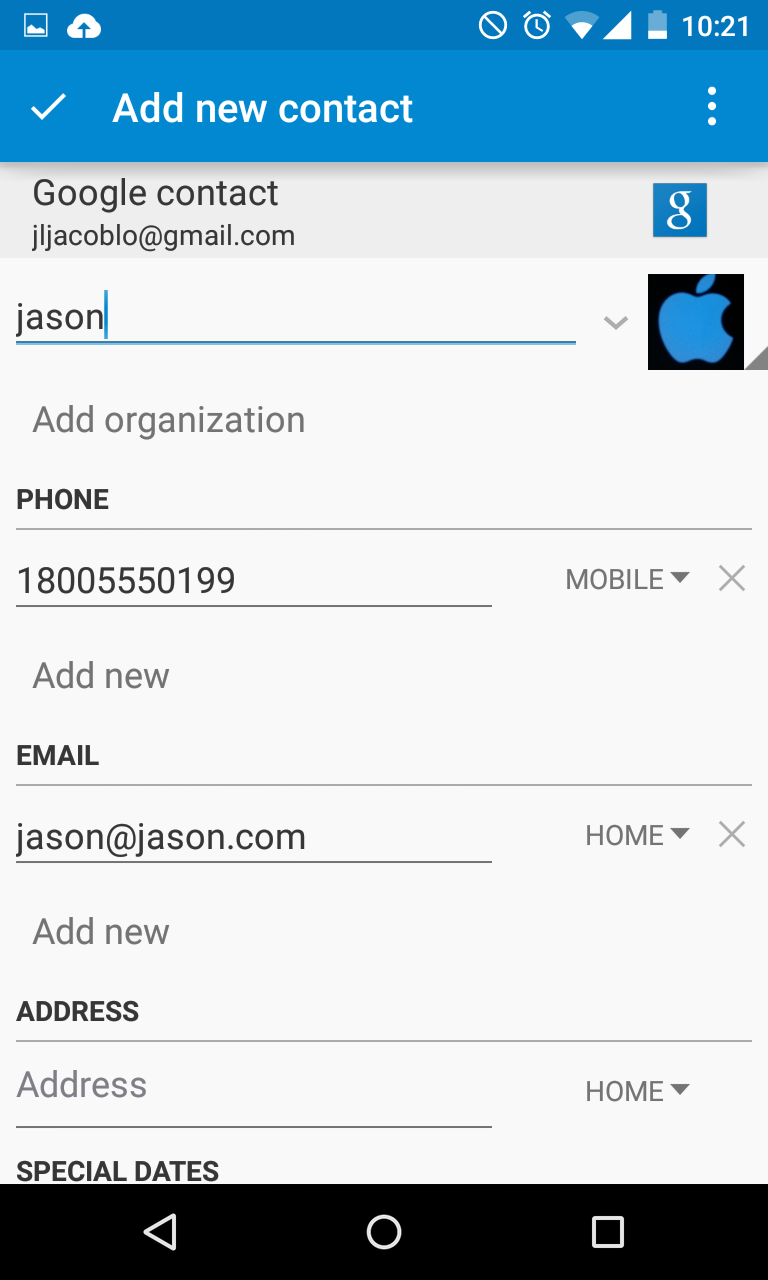 10:21
Add new contact
Google contact
g
jljacoblo@gmail.com
jason
Add organization
PHONE
18005550199 MOBILE
Add new
EMAIL
jason@jason.com HOME
Add new
ADDRESS
Address HOME
SPECIAL DATES